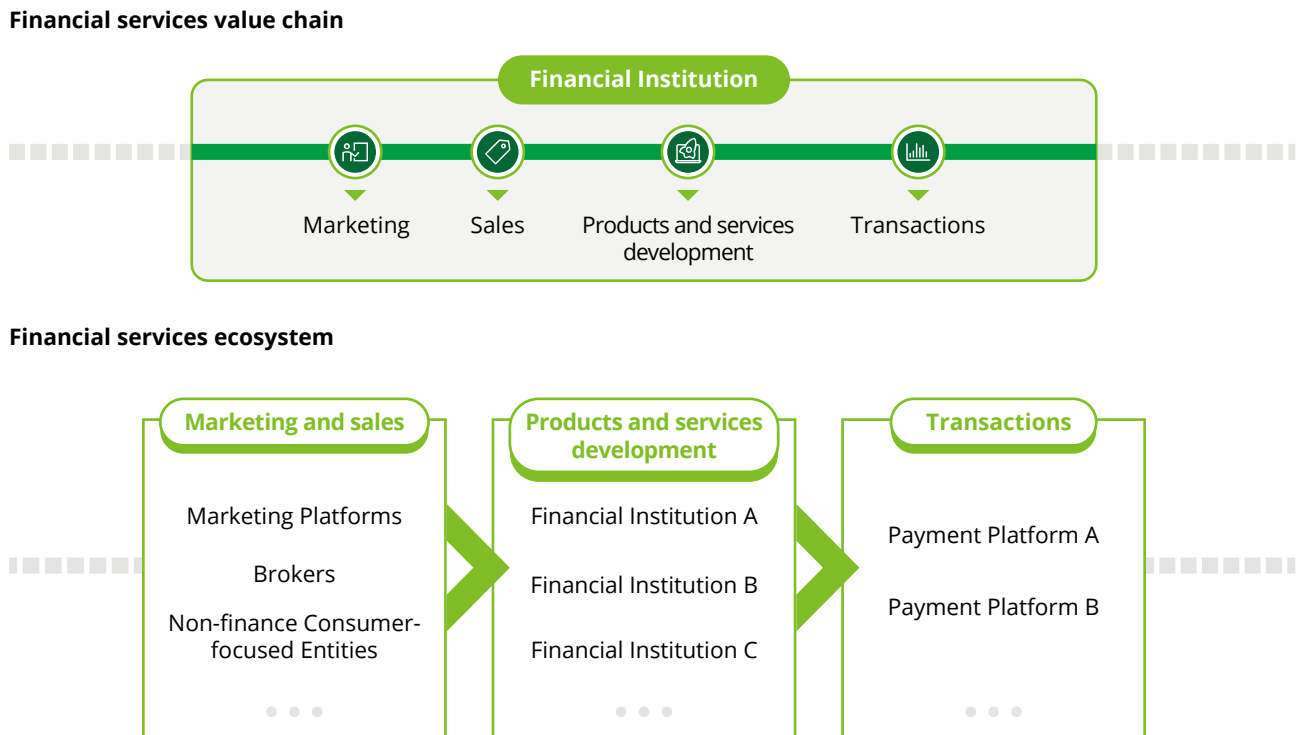 Financial services value chain
Financial Institution
Marketing
Sales
Products and services
development
Transactions
Financial services ecosystem
Marketing and sales
Marketing Platforms
Brokers
Non-finance Consumer-
focused Entities
Products and services
development
Financial Institution A
Financial Institution B
Financial Institution C
Transactions
Payment Platform A
Payment Platform B